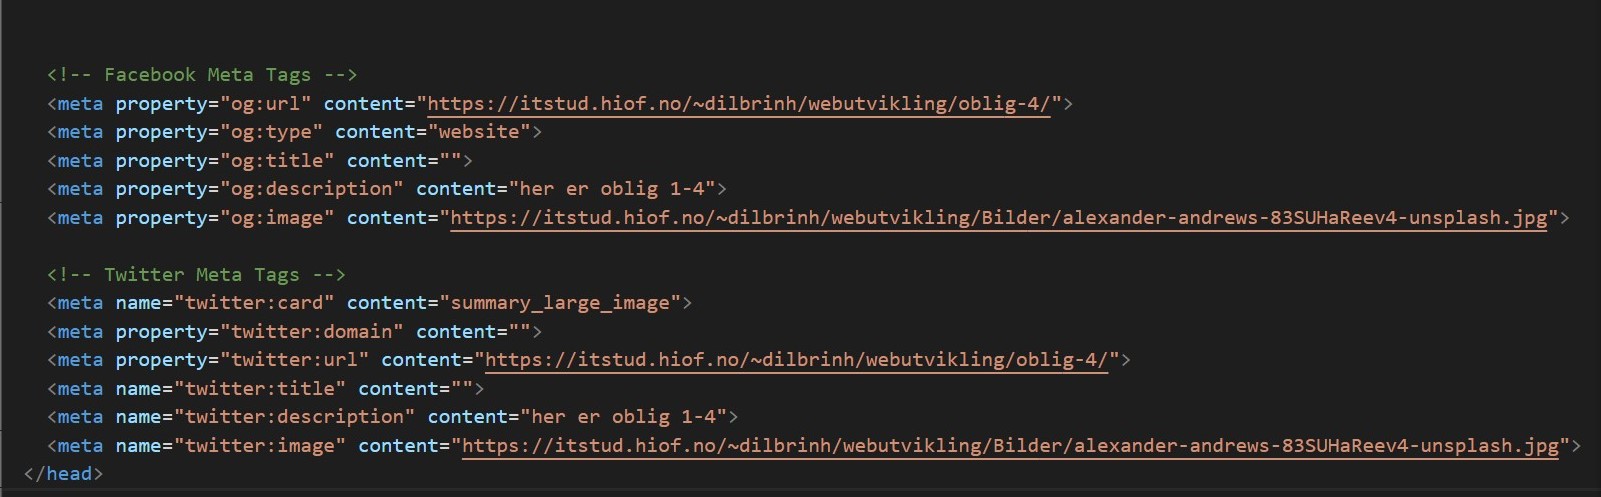 <!-- Facebook Meta Tags -->
<meta property="og:url" content="https://itstud.hiof.no/~dilbrinh/webutvikling/oblig-4/">
<meta property="og:type" content="website">
<meta property="og:title" content="">
<meta property="og:description" content="her er oblig 1-4">
<meta property="og:image" content="https://itstud.hiof.no/~dilbrinh/webutvikling/Bilder/alexander-andrews-83SUHaReev4-unsplash.jpg">
<!-- Twitter Meta Tags -->
<meta name="twitter:card" content="summary_large_image">
<meta property="twitter:domain" content="">
<meta property="twitter:url" content="https://itstud.hiof.no/~dilbrinh/webutvikling/oblig-4/">
<meta name="twitter:title" content="">
<meta name="twitter:description" content="her er oblig 1-4">
<meta name="twitter:image" content="https://itstud.hiof.no/~dilbrinh/webutvikling/Bilder/alexander-andrews-83SUHaReev4-unsplash.jpg">
</head>